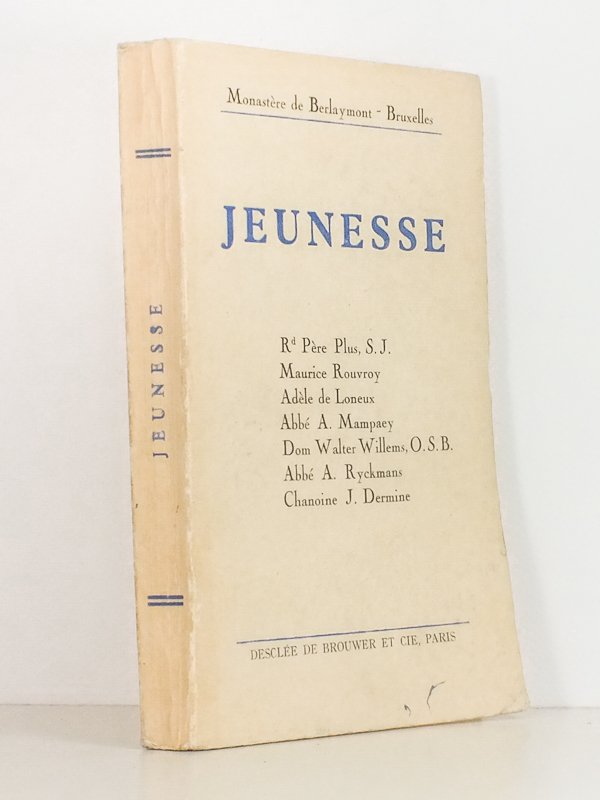 Monastère de Berlaymont - Bruxelles
JEUNESSE
Rd Père Plus, S. J.
Maurice Rouvroy
Adèle de Loneux
Abbé A. Mampaey
Dom Walter Willems, O. S. B.
Abbé A. Ryckmans
Chanoine J. Dermine
DESCLÉE DE BROUWER ET CIE, PARIS
JEUNESSE